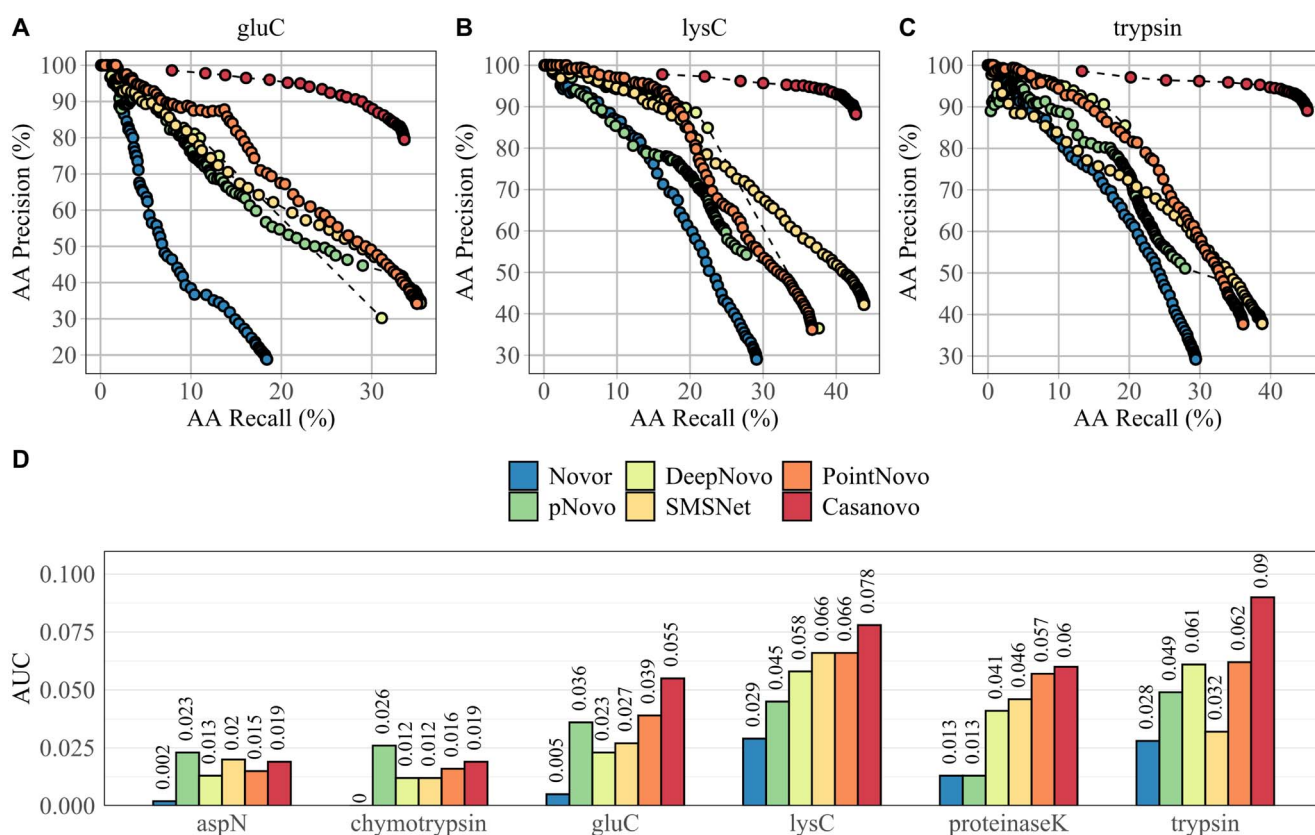 A
gluC
B
lysC
C
trypsin
AA Precision (%)
100
90
80
70
60
50
40
30
20
0 10 20 30
AA Recall (%)
AA Precision (%)
100
90
80
70
60
50
40
30
0 10 20 30 40
AA Recall (%)
AA Precision (%)
100
90
80
70
60
50
40
30
0 10 20 30 40
AA Recall (%)
D
Novor DeepNovo PointNovo
pNovo SMSNet Casanovo
AUC
0.100
0.075
0.050
0.025
0.000
0.002 0.023 0.013 0.02 0.015 0.019
0 0.026 0.012 0.012 0.016 0.019
0.005 0.036 0.023 0.027 0.039 0.055
0.029 0.045 0.058 0.066 0.066 0.078
0.013 0.013 0.041 0.046 0.057 0.06
0.028 0.049 0.061 0.032 0.062 0.09
aspN chymotrypsin gluC lysC proteinaseK trypsin